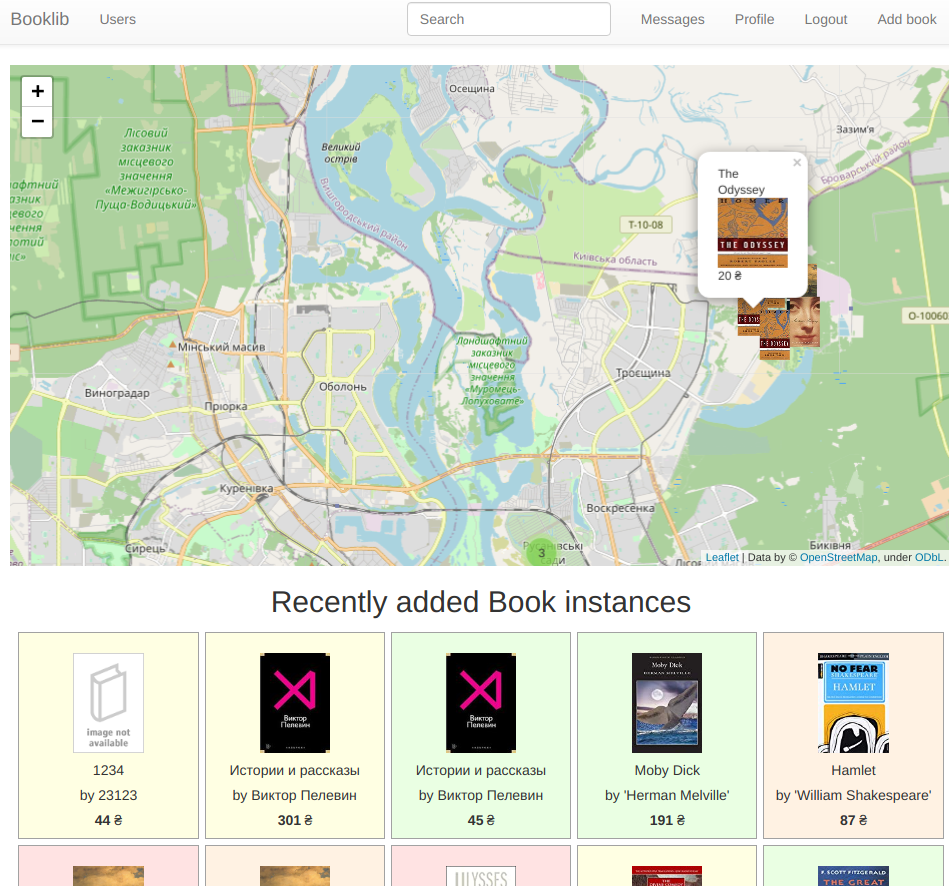 Booklib
Users
Search
Messages
Profile
Logout
Add book
+
−
Осещина
Лісовий
заказник
місцевого
значення
«Межигірсько-
Пуща-Водицький»
Великий
острів
Зазим'я
Броварський район
Вишгородський район
×
The
Odyssey
HOMER
THE ODYSSEY
20 ₴
Т-10-08
Київська область
О-10060
Мінський масив
Ландшафтний
заказник
місцевого
значення
«Муромець-
Лопуховате»
Троєщина
Виноградар
Оболонь
Пріорка
THE ODYSSEY
Куренівка
Воскресенка
Сирець
3
Биківня
Leaflet | Data by © OpenStreetMap, under ODbL.
Recently added Book instances
image not
available
1234
by 23123
44 ₴
Виктор
Пелевин
Истории и рассказы
by Виктор Пелевин
301 ₴
Виктор
Пелевин
Истории и рассказы
by Виктор Пелевин
45 ₴
Moby Dick
HERMAN MELVILLE
Moby Dick
by 'Herman Melville'
191 ₴
NO FEAR
SHAKESPEARE
HAMLET
Hamlet
by 'William Shakespeare'
87 ₴
ULYSSES
F. SCOTT FITZGERALD
THE GREAT